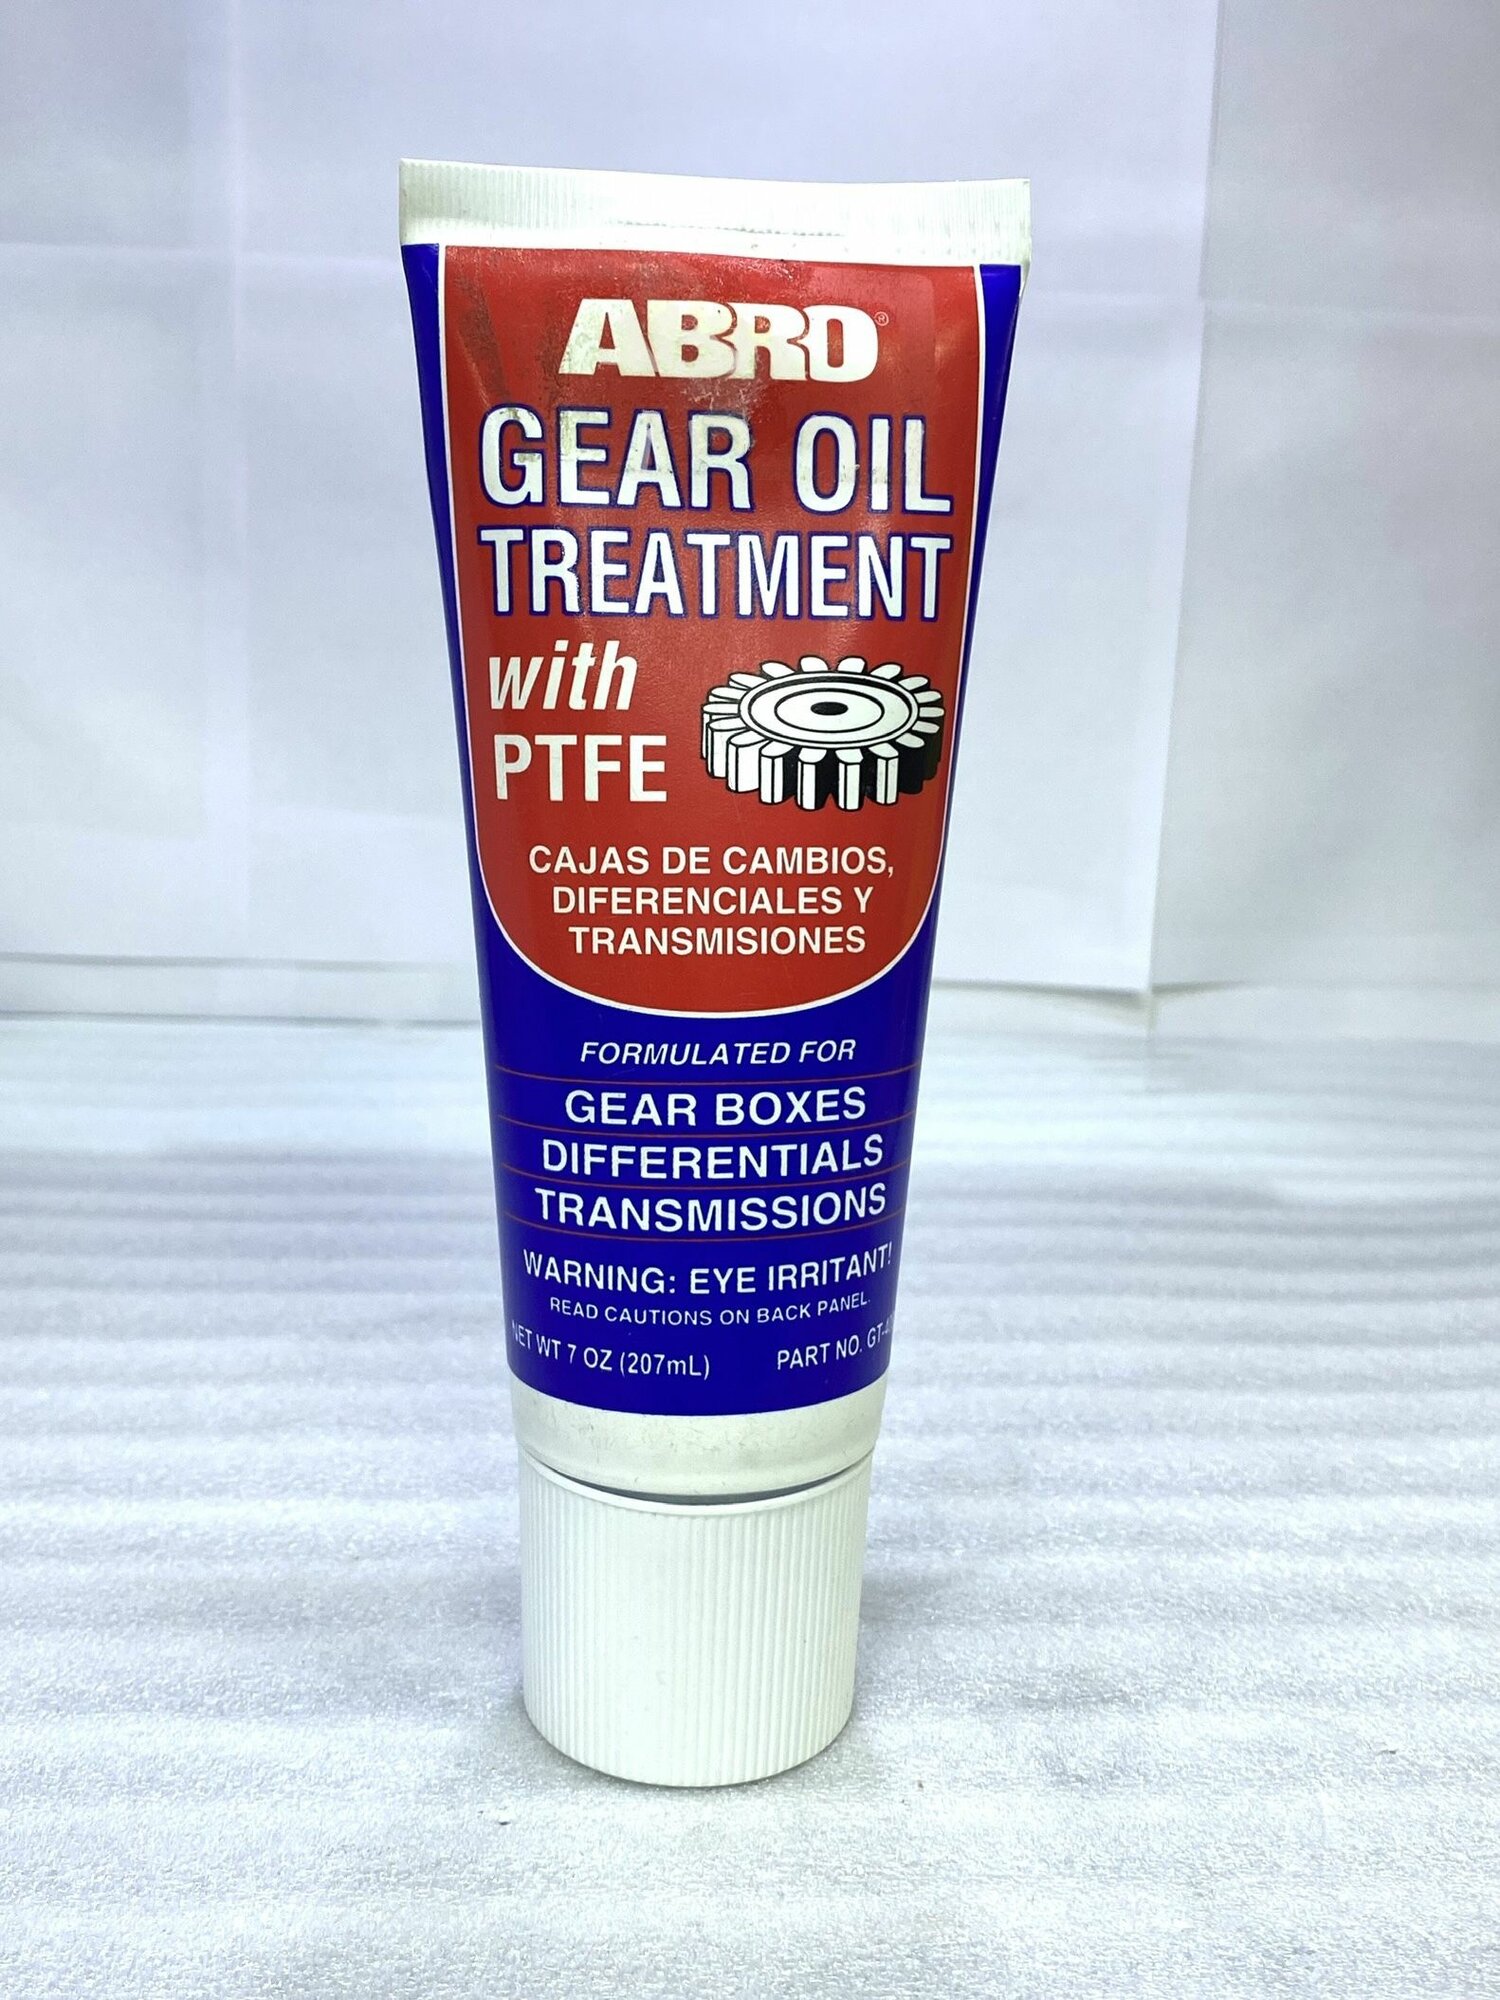 ABRO®
GEAR OIL
TREATMENT
with
PTFE
CAJAS DE CAMBIOS,
DIFERENCIALES Y
TRANSMISIONES
FORMULATED FOR
GEAR BOXES
DIFFERENTIALS
TRANSMISSIONS
WARNING: EYE IRRITANT!
READ CAUTIONS ON BACK PANEL.
NET WT 7 OZ (207mL) PART NO.